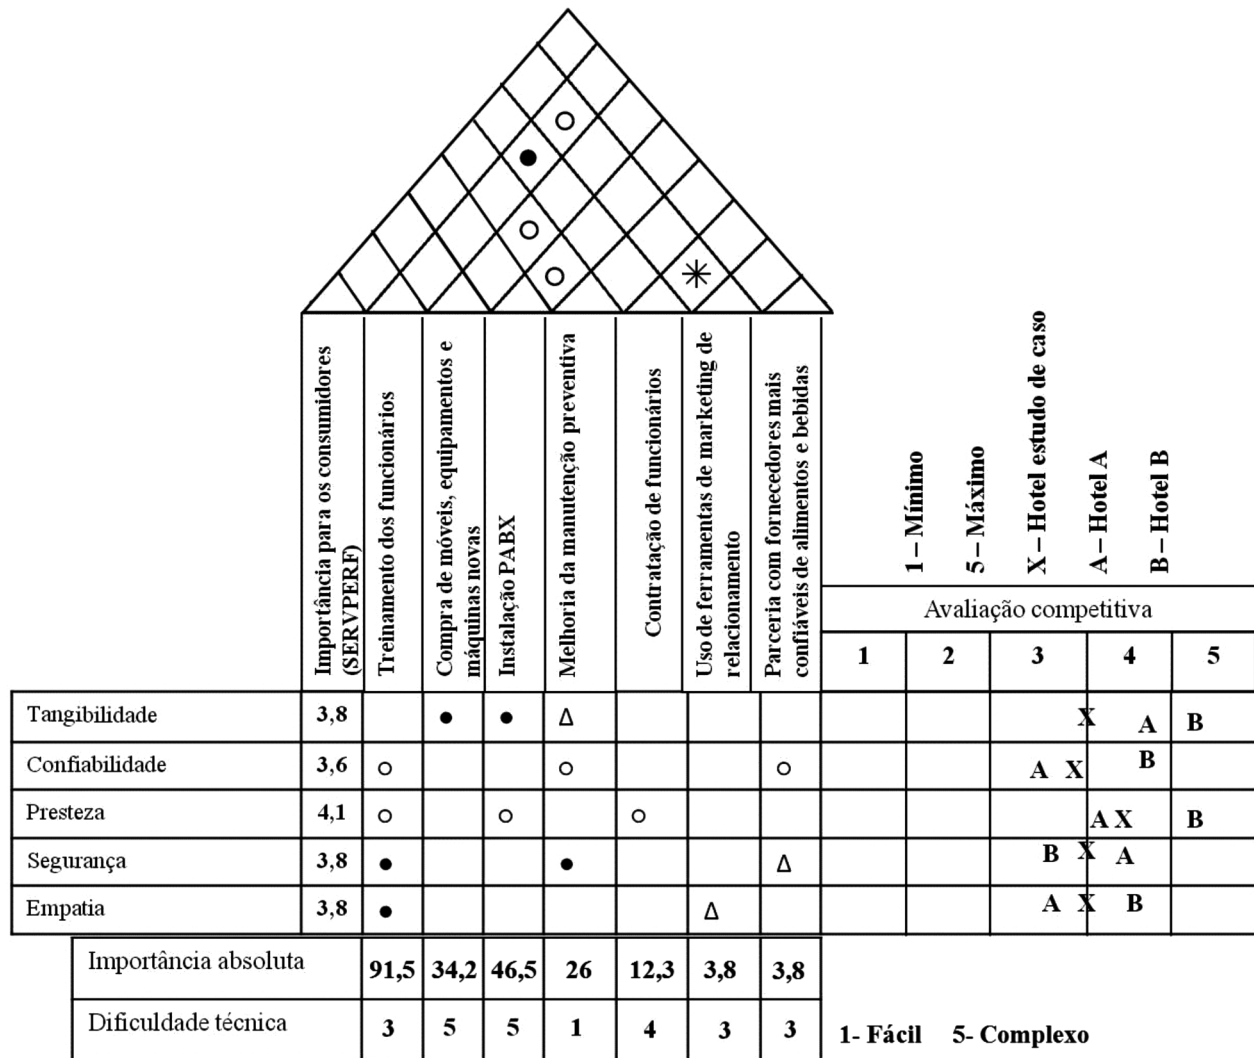 Importância para os consumidores
(SERVPERF)
Treinamento dos funcionários
Compra de móveis, equipamentos e
máquinas novas
Instalação PABX
Melhoria da manutenção preventiva
Contratação de funcionários
Uso de ferramentas de marketing de
relacionamento
Parceria com fornecedores mais
confiáveis de alimentos e bebidas
1 – Mínimo
5 – Máximo
X – Hotel estudo de caso
A – Hotel A
B – Hotel B
Avaliação competitiva
1 2 3 4 5
Tangibilidade 3,8 ● ● Δ X A B
Confiabilidade 3,6 ○ ○ ○ A X B
Presteza 4,1 ○ ○ ○ A X B
Segurança 3,8 ● ● Δ B X A
Empatia 3,8 ● Δ A X B
Importância absoluta 91,5 34,2 46,5 26 12,3 3,8 3,8
Dificuldade técnica 3 5 5 1 4 3 3
1- Fácil 5- Complexo